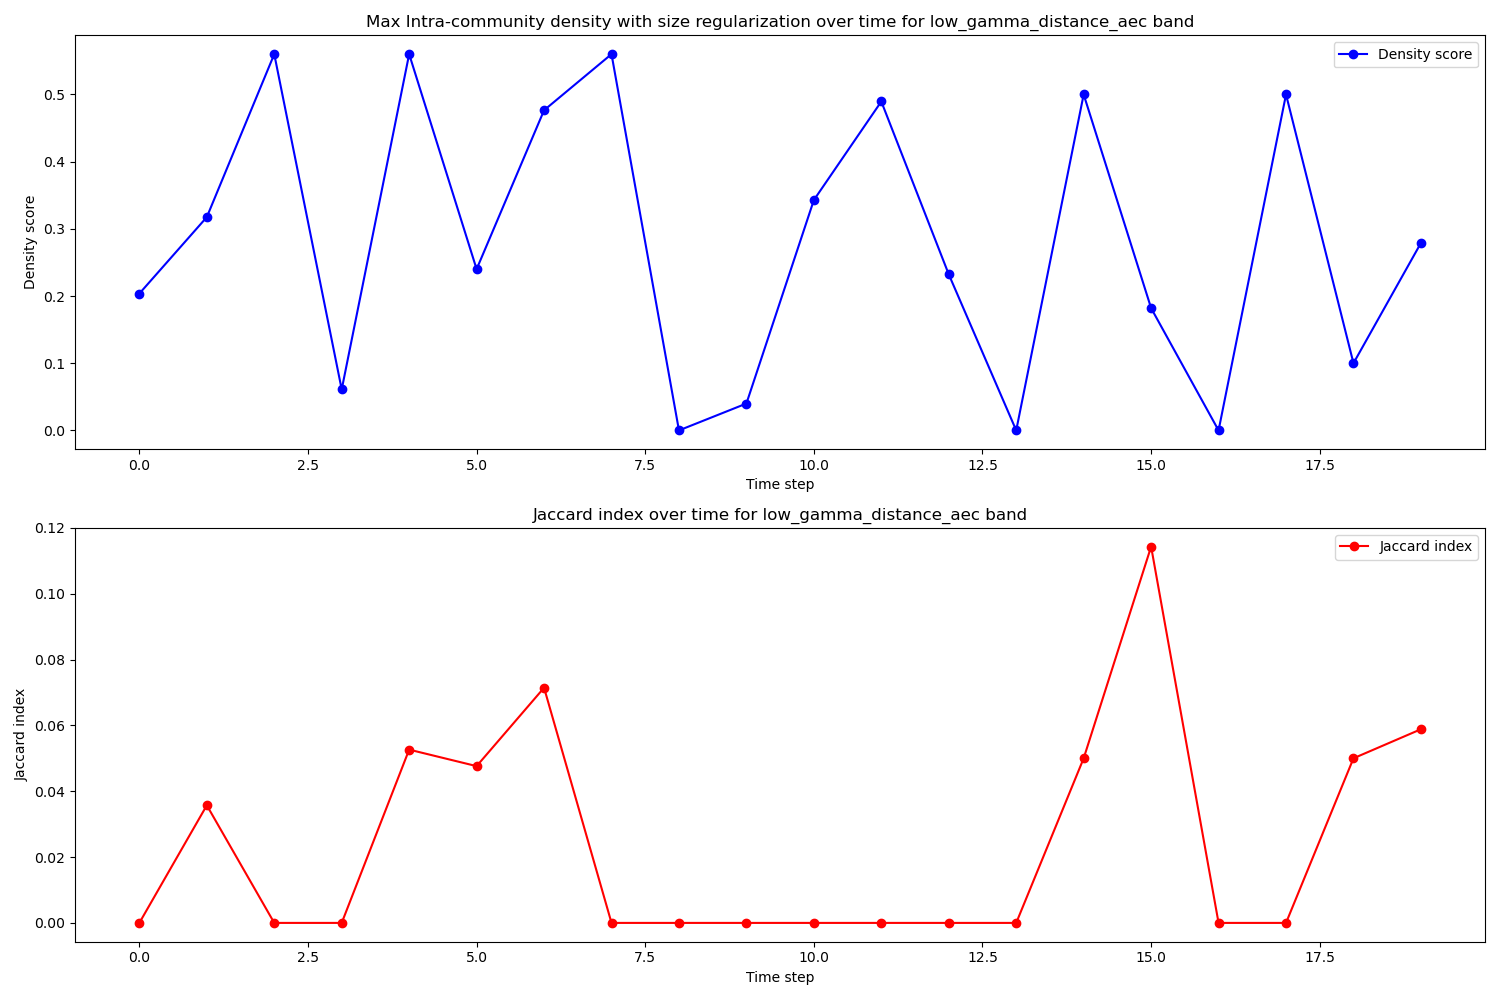 Max Intra-community density with size regularization over time for low_gamma_distance_aec band
Density score
Density score
0.5
0.4
0.3
0.2
0.1
0.0
0.0 2.5 5.0 7.5 10.0 12.5 15.0 17.5
Time step
Jaccard index over time for low_gamma_distance_aec band
Jaccard index
Jaccard index
0.12
0.10
0.08
0.06
0.04
0.02
0.00
0.0 2.5 5.0 7.5 10.0 12.5 15.0 17.5
Time step